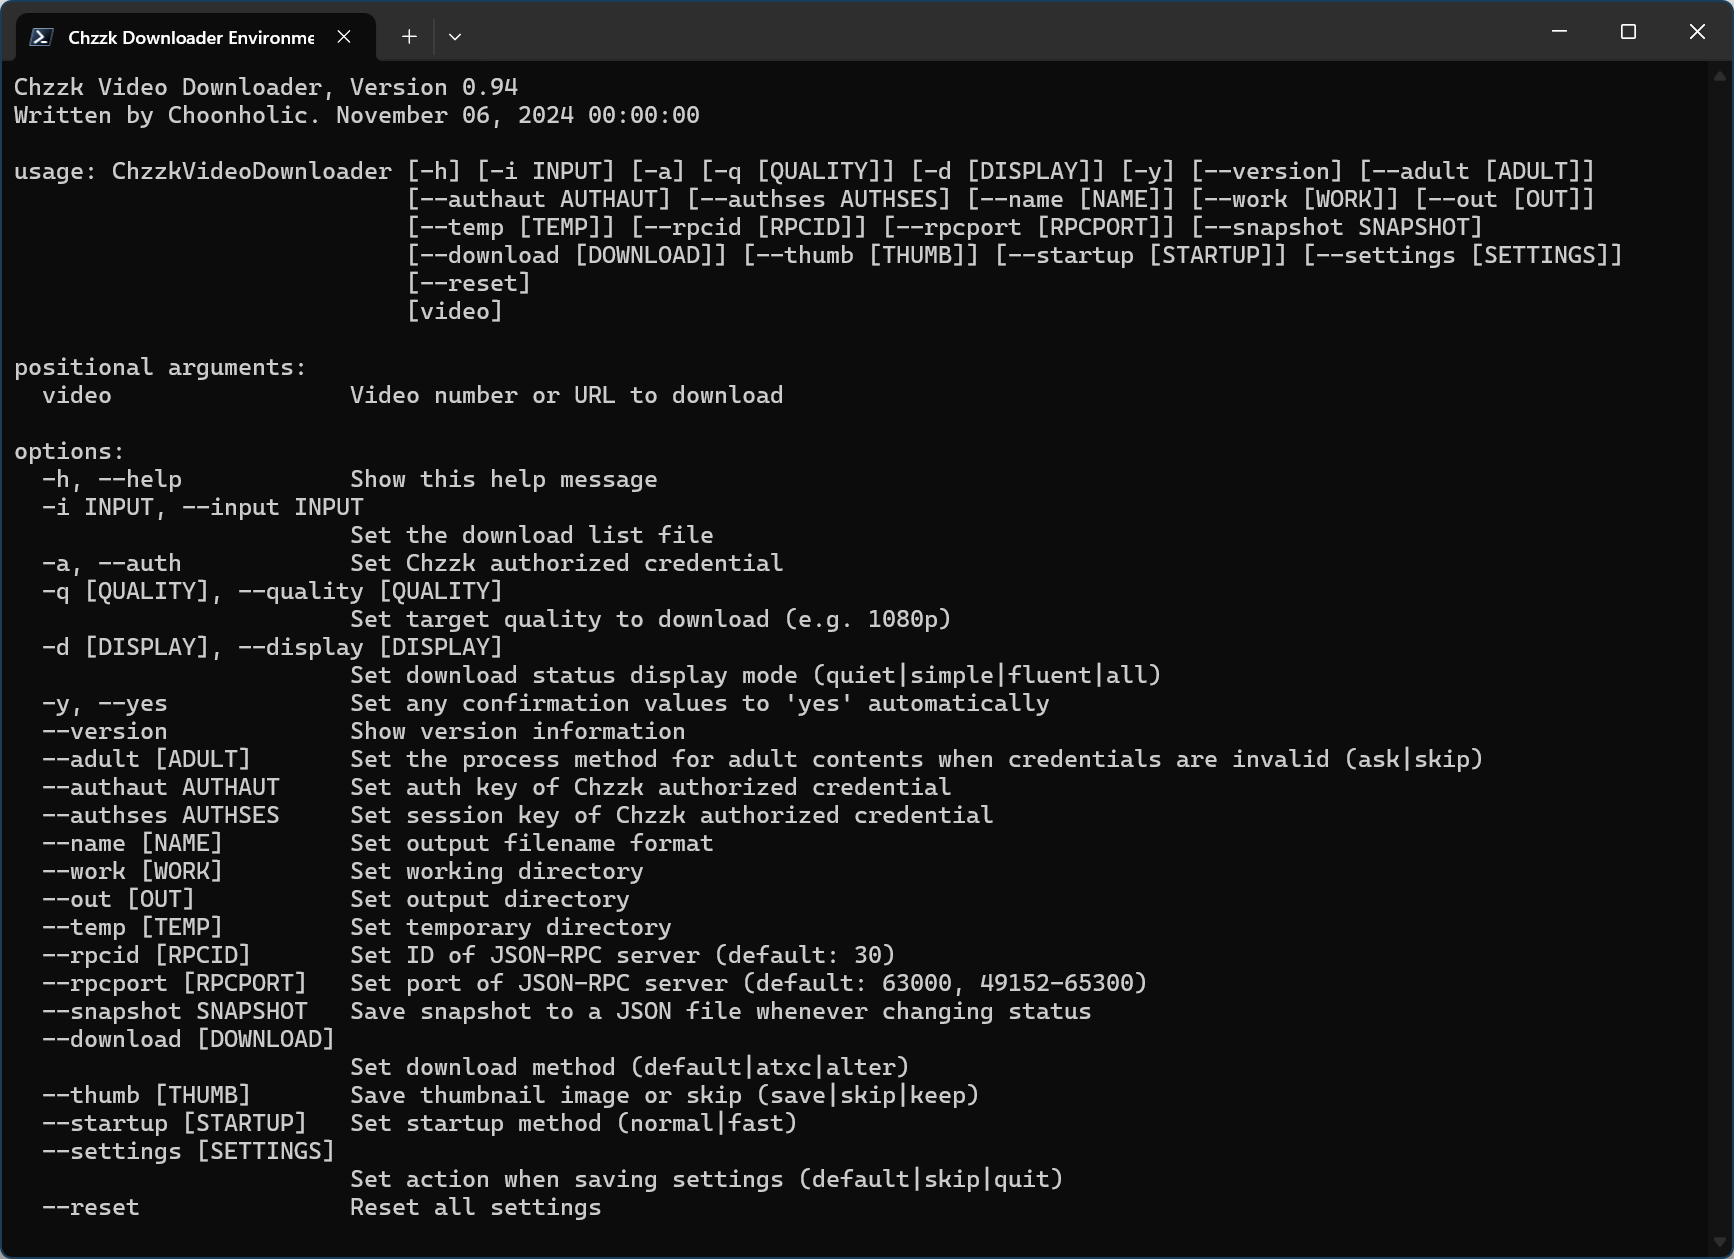 Chzzk Downloader Environme
Chzzk Video Downloader, Version 0.94
Written by Choonholic. November 06, 2024 00:00:00
usage: ChzzkVideoDownloader [-h] [-i INPUT] [-a] [-q [QUALITY]] [-d [DISPLAY]] [-y] [--version] [--adult [ADULT]]
[--authaut AUTHAUT] [--authses AUTHSES] [--name [NAME]] [--work [WORK]] [--out [OUT]]
[--temp [TEMP]] [--rpcid [RPCID]] [--rpcport [RPCPORT]] [--snapshot SNAPSHOT]
[--download [DOWNLOAD]] [--thumb [THUMB]] [--startup [STARTUP]] [--settings [SETTINGS]]
[--reset]
[video]
positional arguments:
video Video number or URL to download
options:
-h, --help Show this help message
-i INPUT, --input INPUT
Set the download list file
-a, --auth Set Chzzk authorized credential
-q [QUALITY], --quality [QUALITY]
Set target quality to download (e.g. 1080p)
-d [DISPLAY], --display [DISPLAY]
Set download status display mode (quiet|simple|fluent|all)
-y, --yes Set any confirmation values to 'yes' automatically
--version Show version information
--adult [ADULT] Set the process method for adult contents when credentials are invalid (ask|skip)
--authaut AUTHAUT Set auth key of Chzzk authorized credential
--authses AUTHSES Set session key of Chzzk authorized credential
--name [NAME] Set output filename format
--work [WORK] Set working directory
--out [OUT] Set output directory
--temp [TEMP] Set temporary directory
--rpcid [RPCID] Set ID of JSON-RPC server (default: 30)
--rpcport [RPCPORT] Set port of JSON-RPC server (default: 63000, 49152-65300)
--snapshot SNAPSHOT Save snapshot to a JSON file whenever changing status
--download [DOWNLOAD]
Set download method (default|atxc|alter)
--thumb [THUMB] Save thumbnail image or skip (save|skip|keep)
--startup [STARTUP] Set startup method (normal|fast)
--settings [SETTINGS]
Set action when saving settings (default|skip|quit)
--reset Reset all settings